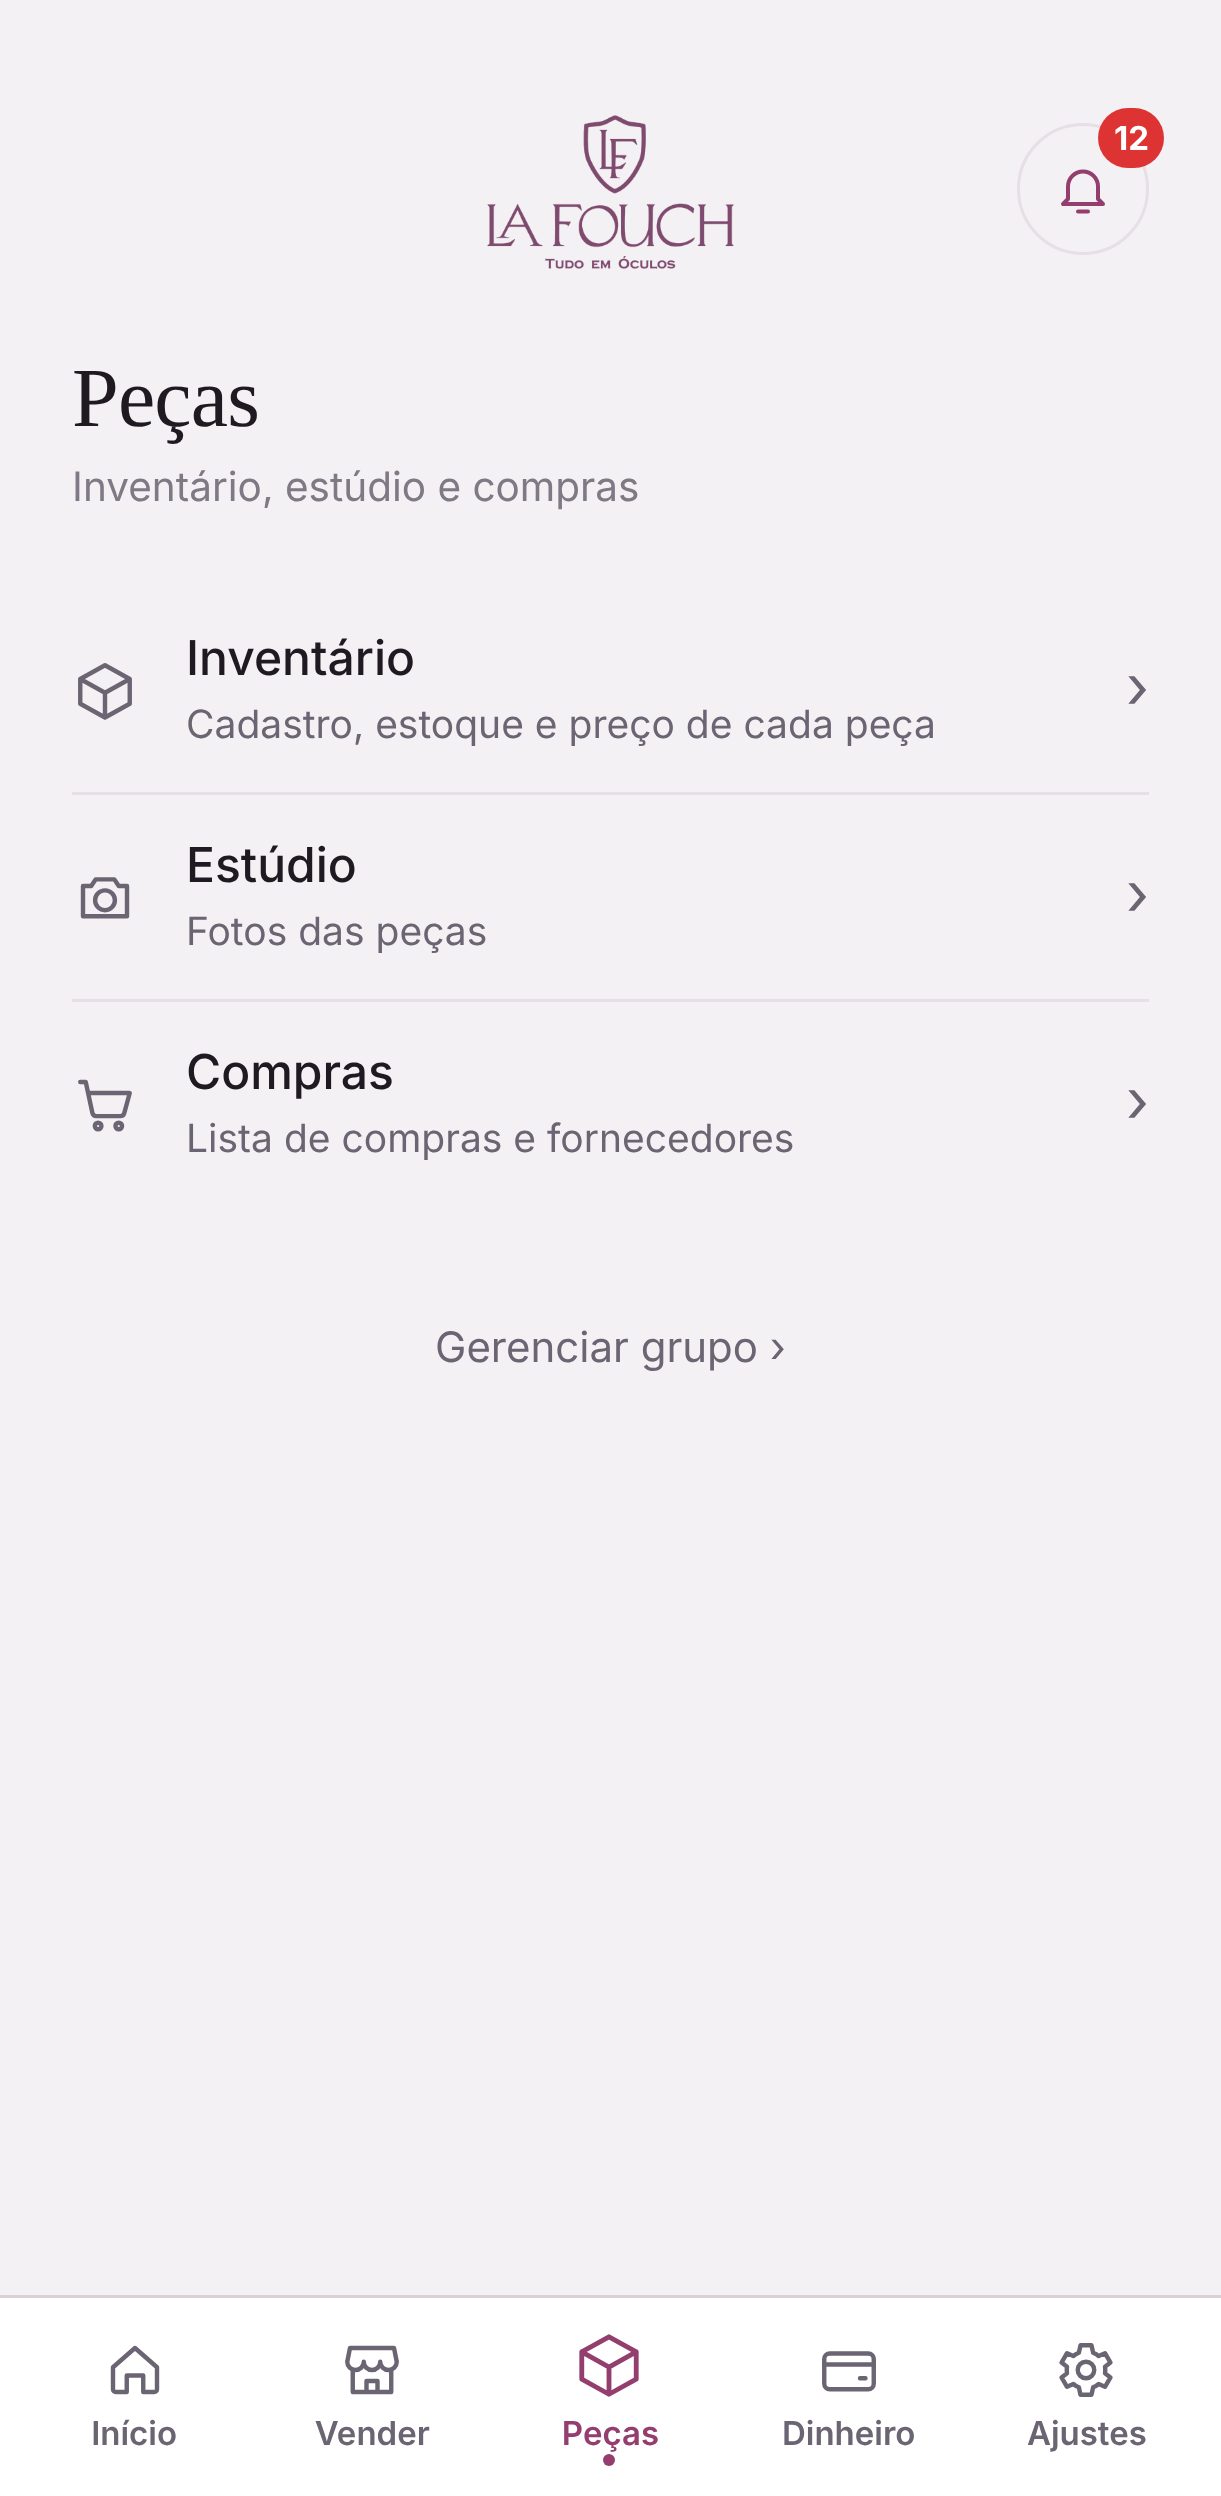 LF
LA FOUCH
Tudo em Óculos
12
Peças
Inventário, estúdio e compras
Inventário
Cadastro, estoque e preço de cada peça
Estúdio
Fotos das peças
Compras
Lista de compras e fornecedores
Gerenciar grupo ›
Início
Vender
Peças
Dinheiro
Ajustes